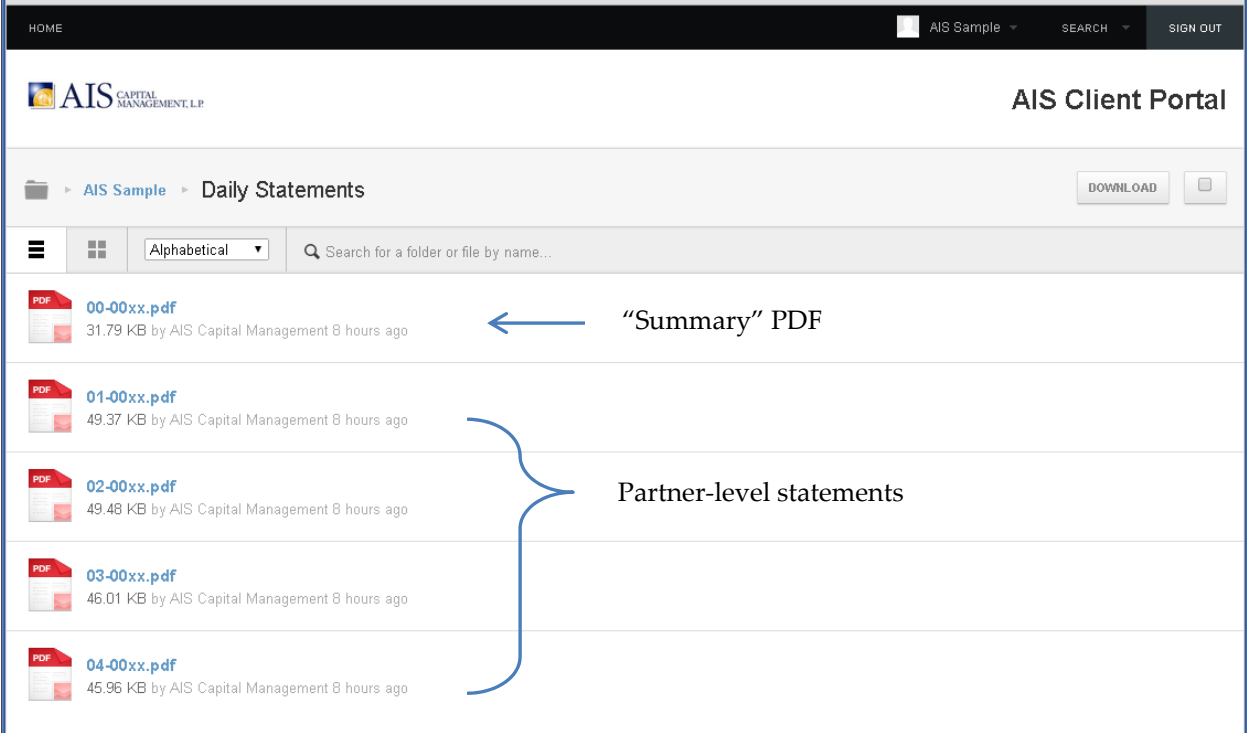 HOME
AIS Sample
SEARCH
SIGN OUT
AIS CAPITAL MANAGEMENT, L.P.
AIS Client Portal
AIS Sample
Daily Statements
DOWNLOAD
Alphabetical
Search for a folder or file by name...
PDF
00-00xx.pdf
31.79 KB by AIS Capital Management 8 hours ago
“Summary” PDF
PDF
01-00xx.pdf
49.37 KB by AIS Capital Management 8 hours ago
PDF
02-00xx.pdf
49.48 KB by AIS Capital Management 8 hours ago
Partner-level statements
PDF
03-00xx.pdf
46.01 KB by AIS Capital Management 8 hours ago
PDF
04-00xx.pdf
45.96 KB by AIS Capital Management 8 hours ago